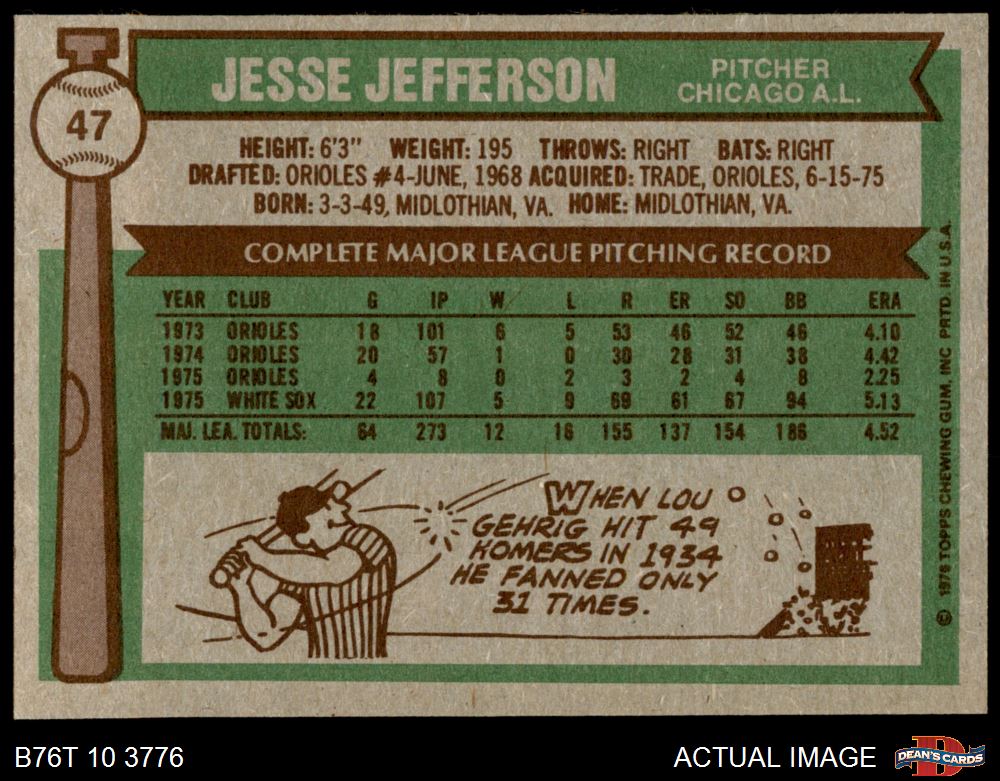 47
JESSE JEFFERSON
PITCHER
CHICAGO A.L.
HEIGHT: 6'3" WEIGHT: 195 THROWS: RIGHT BATS: RIGHT
DRAFTED: ORIOLES #4-JUNE, 1968 ACQUIRED: TRADE, ORIOLES, 6-15-75
BORN: 3-3-49, MIDLOTHIAN, VA. HOME: MIDLOTHIAN, VA.
COMPLETE MAJOR LEAGUE PITCHING RECORD
YEAR CLUB G IP W L R ER SO BB ERA
1973 ORIOLES 18 101 6 5 53 46 52 46 4.10
1974 ORIOLES 20 57 1 0 30 28 31 38 4.42
1975 ORIOLES 4 8 0 2 3 2 4 8 2.25
1975 WHITE SOX 22 107 5 9 69 61 67 94 5.13
MAJ. LEA. TOTALS: 64 273 12 16 155 137 154 186 4.52
WHEN LOU
GEHRIG HIT 49
HOMERS IN 1934
HE FANNED ONLY
31 TIMES.
© 1976 TOPPS CHEWING GUM, INC PRTD. IN U.S.A.
B76T 10 3776
ACTUAL IMAGE
D
DEAN'S CARDS